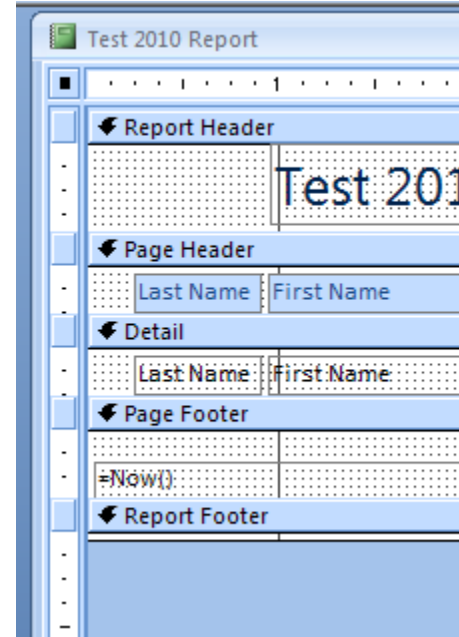 Test 2010 Report
1
Report Header
Test 201
Page Header
Last Name First Name
Detail
Last Name First Name
Page Footer
=Now()
Report Footer